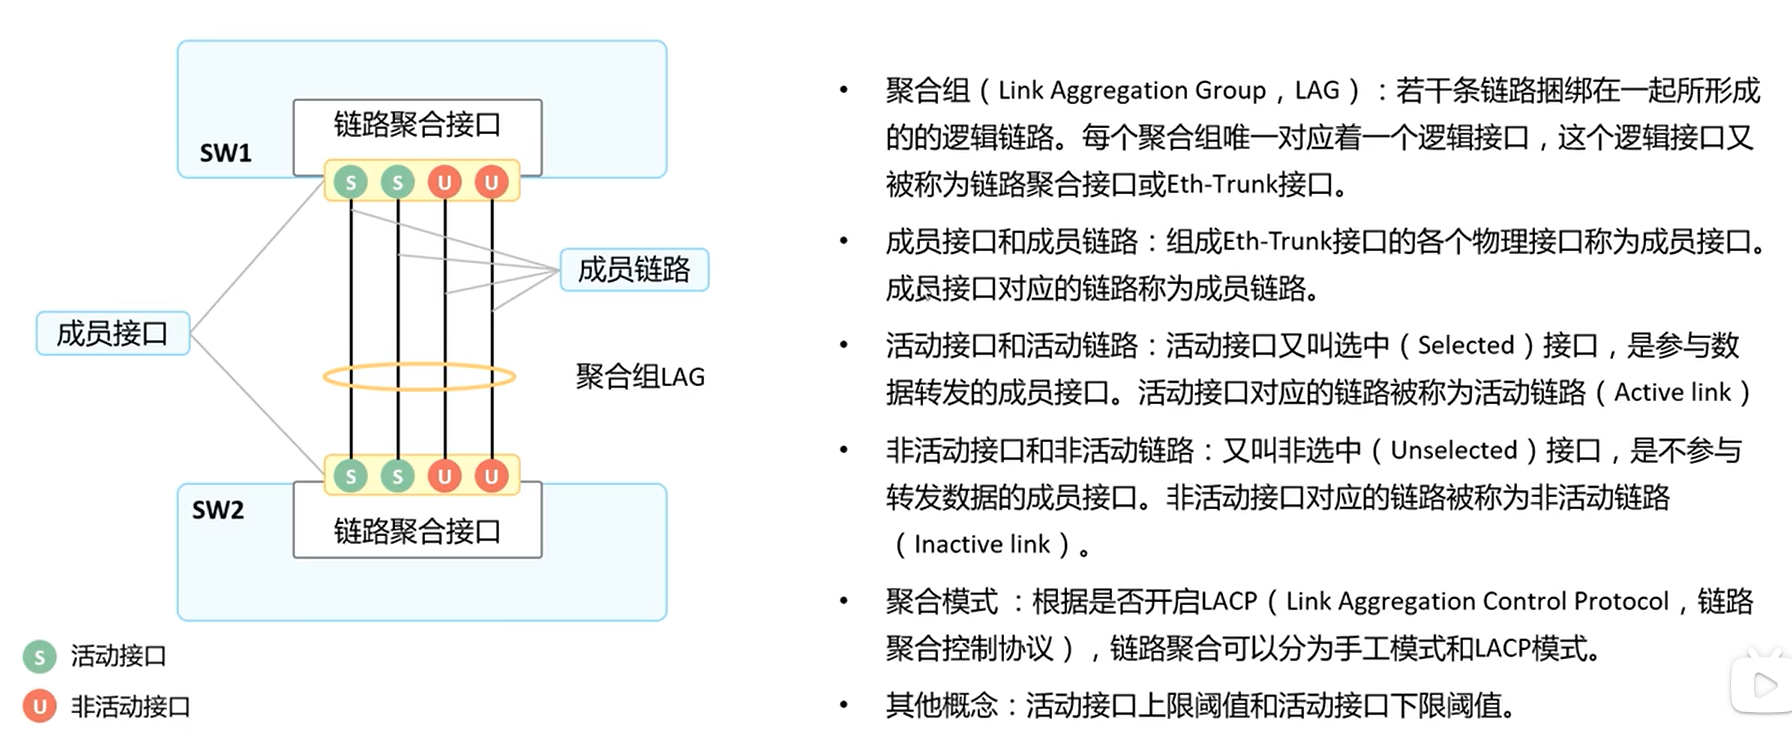 链路聚合接口
SW1
S S U U
成员链路
成员接口
聚合组LAG
S S U U
SW2
链路聚合接口
S 活动接口
U 非活动接口
• 聚合组（Link Aggregation Group，LAG）：若干条链路捆绑在一起所形成
的的逻辑链路。每个聚合组唯一对应着一个逻辑接口，这个逻辑接口又
被称为链路聚合接口或Eth-Trunk接口。
• 成员接口和成员链路：组成Eth-Trunk接口的各个物理接口称为成员接口。
成员接口对应的链路称为成员链路。
• 活动接口和活动链路：活动接口又叫选中（Selected）接口，是参与数
据转发的成员接口。活动接口对应的链路被称为活动链路（Active link）
• 非活动接口和非活动链路：又叫非选中（Unselected）接口，是不参与
转发数据的成员接口。非活动接口对应的链路被称为非活动链路
（Inactive link）。
• 聚合模式 ：根据是否开启LACP（Link Aggregation Control Protocol，链路
聚合控制协议），链路聚合可以分为手工模式和LACP模式。
• 其他概念：活动接口上限阈值和活动接口下限阈值。